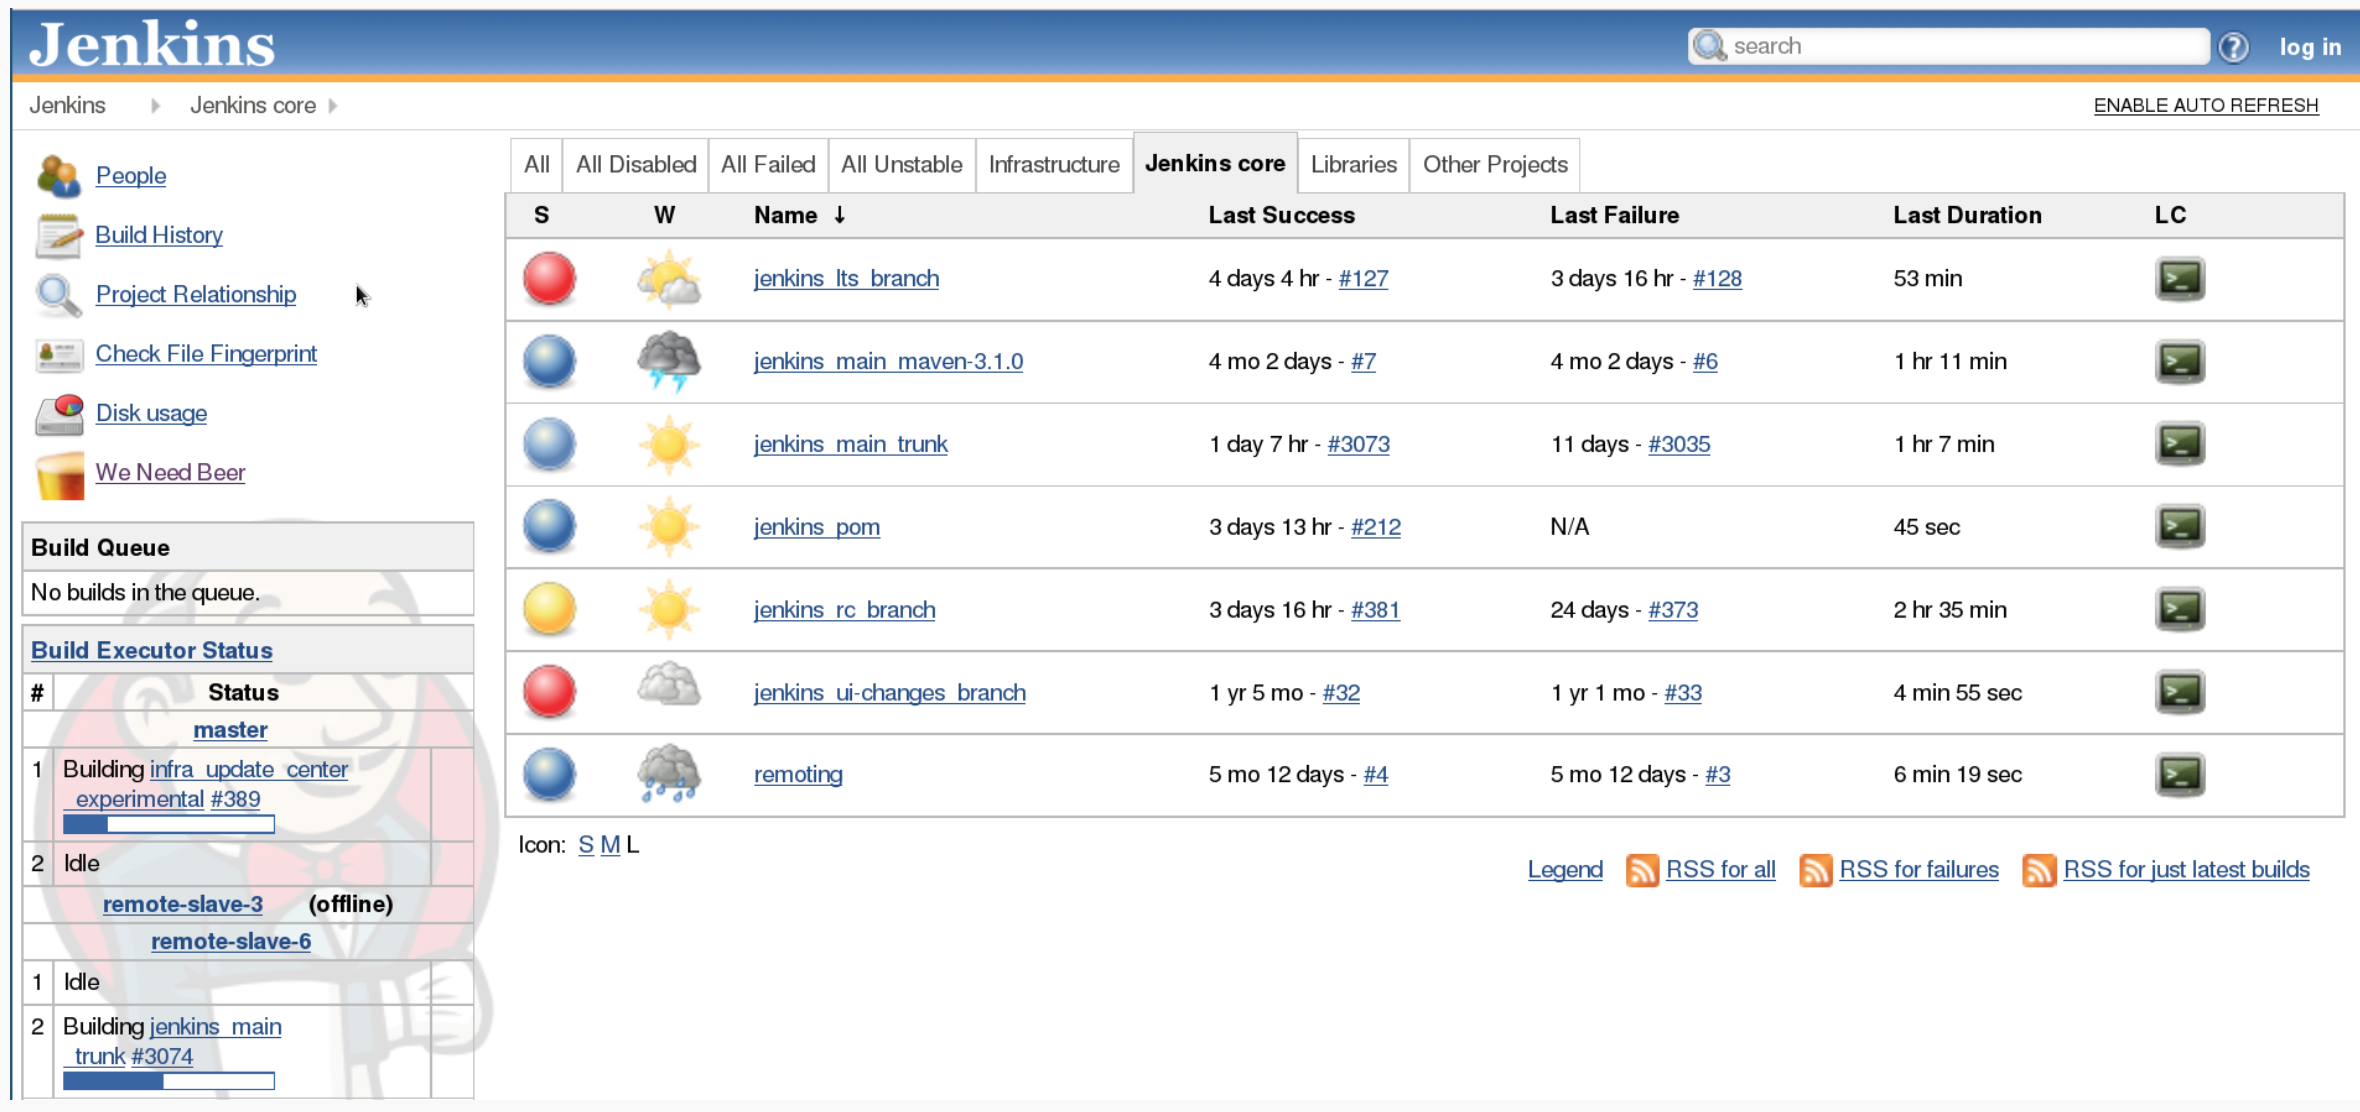 Jenkins
search
log in
Jenkins
Jenkins core
ENABLE AUTO REFRESH
People
Build History
Project Relationship
Check File Fingerprint
Disk usage
We Need Beer
Build Queue
No builds in the queue.
Build Executor Status
# Status
master
1 Building infra_update_center
_experimental #389
2 Idle
remote-slave-3 (offline)
remote-slave-6
1 Idle
2 Building jenkins_main
_trunk #3074
All All Disabled All Failed All Unstable Infrastructure Jenkins core Libraries Other Projects
S W Name ↓ Last Success Last Failure Last Duration LC
jenkins_lts_branch 4 days 4 hr - #127 3 days 16 hr - #128 53 min
jenkins_main_maven-3.1.0 4 mo 2 days - #7 4 mo 2 days - #6 1 hr 11 min
jenkins_main_trunk 1 day 7 hr - #3073 11 days - #3035 1 hr 7 min
jenkins_pom 3 days 13 hr - #212 N/A 45 sec
jenkins_rc_branch 3 days 16 hr - #381 24 days - #373 2 hr 35 min
jenkins_ui-changes_branch 1 yr 5 mo - #32 1 yr 1 mo - #33 4 min 55 sec
remoting 5 mo 12 days - #4 5 mo 12 days - #3 6 min 19 sec
Icon: S M L
Legend RSS for all RSS for failures RSS for just latest builds